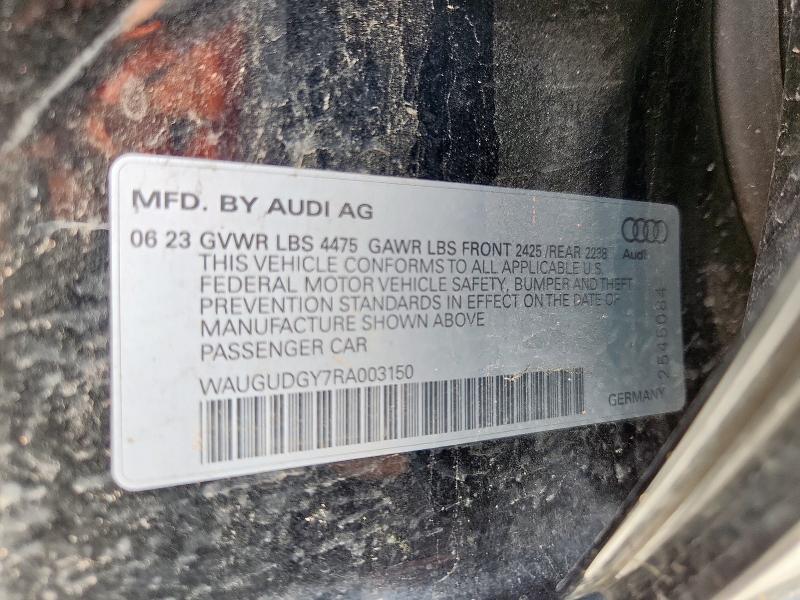 MFD. BY AUDI AG
06 23 GVWR LBS 4475 GAWR LBS FRONT 2425 /REAR 2238
Audi
THIS VEHICLE CONFORMS TO ALL APPLICABLE U.S.
FEDERAL MOTOR VEHICLE SAFETY, BUMPER AND THEFT
PREVENTION STANDARDS IN EFFECT ON THE DATE OF
MANUFACTURE SHOWN ABOVE
PASSENGER CAR
WAUGUDGY7RA003150
GERMANY
2545084